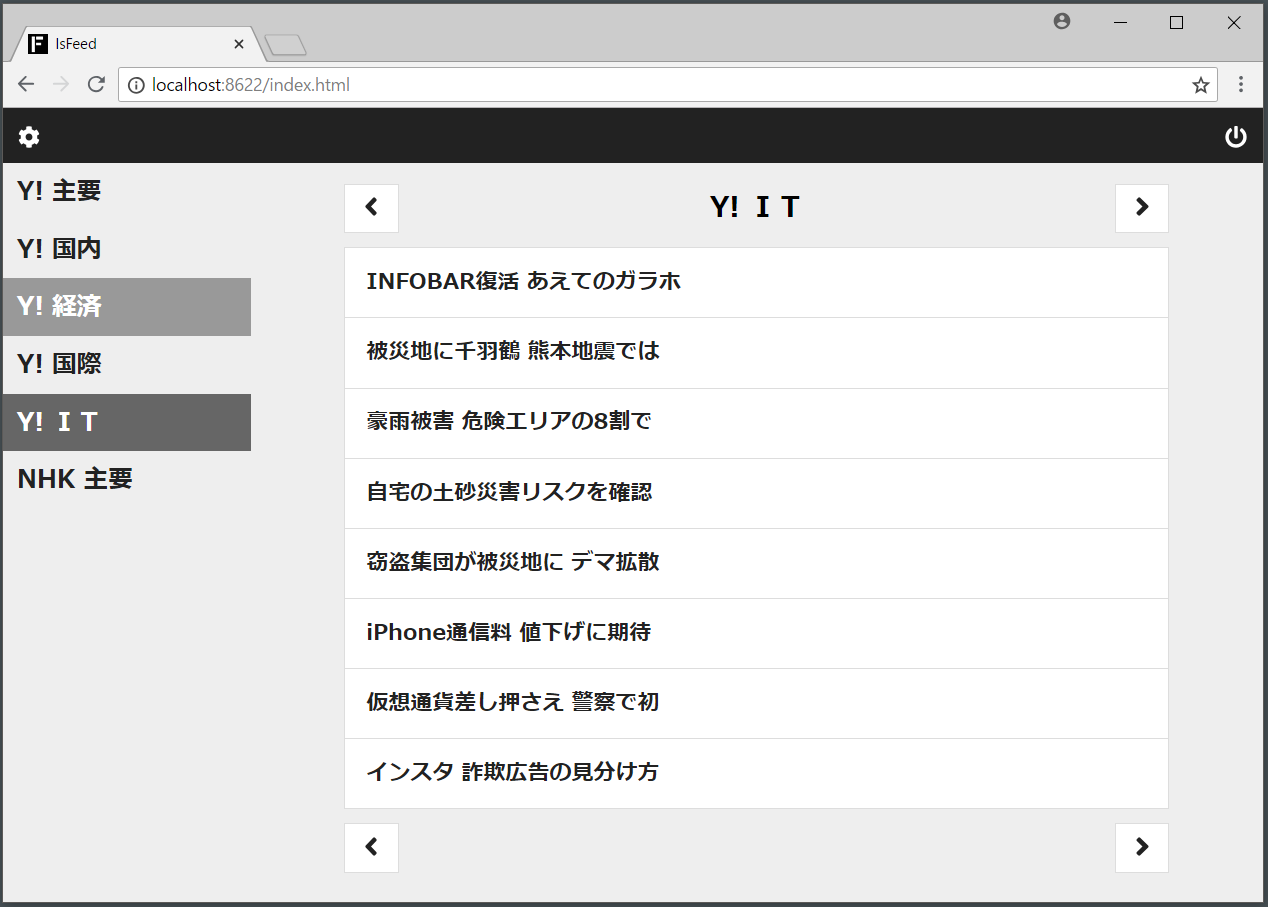 IsFeed
localhost:8622/index.html
Y! 主要
Y! 国内
Y! 経済
Y! 国際
Y! ＩＴ
NHK 主要
Y! ＩＴ
INFOBAR復活 あえてのガラホ
被災地に千羽鶴 熊本地震では
豪雨被害 危険エリアの8割で
自宅の土砂災害リスクを確認
窃盗集団が被災地に デマ拡散
iPhone通信料 値下げに期待
仮想通貨差し押さえ 警察で初
インスタ 詐欺広告の見分け方